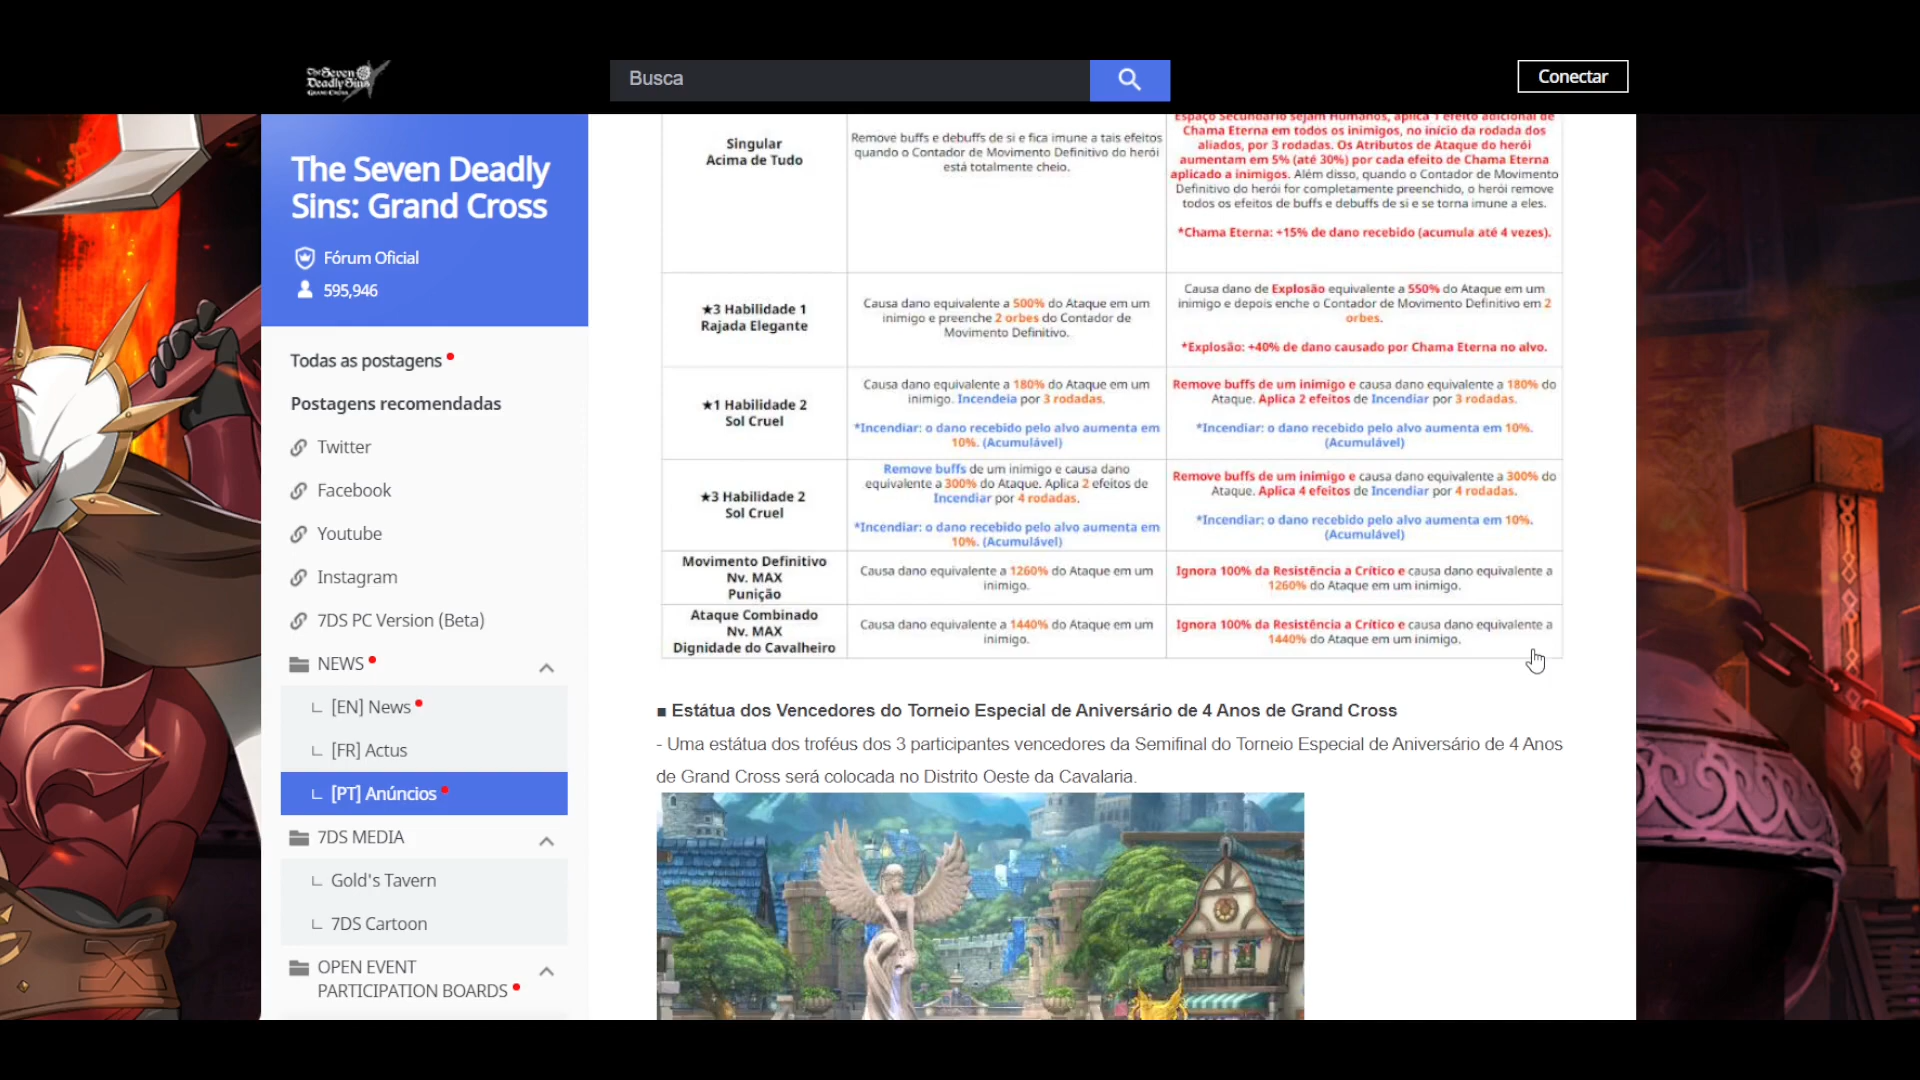 The Seven
Deadly Sins
GRAND CROSS
Busca
Conectar
The Seven Deadly
Sins: Grand Cross
Fórum Oficial
595,946
Todas as postagens
Postagens recomendadas
Twitter
Facebook
Youtube
Instagram
7DS PC Version (Beta)
NEWS
[EN] News
[FR] Actus
[PT] Anúncios
7DS MEDIA
Gold's Tavern
7DS Cartoon
OPEN EVENT
PARTICIPATION BOARDS
Singular
Acima de Tudo
Remove buffs e debuffs de si e fica imune a tais efeitos
quando o Contador de Movimento Definitivo do herói
está totalmente cheio.
Espaço Secundário sejam Humanos, aplica 1 efeito adicional de
Chama Eterna em todos os inimigos, no início da rodada dos
aliados, por 3 rodadas. Os Atributos de Ataque do herói
aumentam em 5% (até 30%) por cada efeito de Chama Eterna
aplicado a inimigos. Além disso, quando o Contador de Movimento
Definitivo do herói for completamente preenchido, o herói remove
todos os efeitos de buffs e debuffs de si e se torna imune a eles.
*Chama Eterna: +15% de dano recebido (acumula até 4 vezes).
★3 Habilidade 1
Rajada Elegante
Causa dano equivalente a 500% do Ataque em um
inimigo e preenche 2 orbes do Contador de
Movimento Definitivo.
Causa dano de Explosão equivalente a 550% do Ataque em um
inimigo e depois enche o Contador de Movimento Definitivo em 2
orbes.
*Explosão: +40% de dano causado por Chama Eterna no alvo.
★1 Habilidade 2
Sol Cruel
Causa dano equivalente a 180% do Ataque em um
inimigo. Incendeia por 3 rodadas.
*Incendiar: o dano recebido pelo alvo aumenta em
10%. (Acumulável)
Remove buffs de um inimigo e causa dano equivalente a 180% do
Ataque. Aplica 2 efeitos de Incendiar por 3 rodadas.
*Incendiar: o dano recebido pelo alvo aumenta em 10%.
(Acumulável)
★3 Habilidade 2
Sol Cruel
Remove buffs de um inimigo e causa dano
equivalente a 300% do Ataque. Aplica 2 efeitos de
Incendiar por 4 rodadas.
*Incendiar: o dano recebido pelo alvo aumenta em
10%. (Acumulável)
Remove buffs de um inimigo e causa dano equivalente a 300% do
Ataque. Aplica 4 efeitos de Incendiar por 4 rodadas.
*Incendiar: o dano recebido pelo alvo aumenta em 10%.
(Acumulável)
Movimento Definitivo
Nv. MAX
Punição
Causa dano equivalente a 1260% do Ataque em um
inimigo.
Ignora 100% da Resistência a Crítico e causa dano equivalente a
1260% do Ataque em um inimigo.
Ataque Combinado
Nv. MAX
Dignidade do Cavalheiro
Causa dano equivalente a 1440% do Ataque em um
inimigo.
Ignora 100% da Resistência a Crítico e causa dano equivalente a
1440% do Ataque em um inimigo.
■ Estátua dos Vencedores do Torneio Especial de Aniversário de 4 Anos de Grand Cross
- Uma estátua dos troféus dos 3 participantes vencedores da Semifinal do Torneio Especial de Aniversário de 4 Anos
de Grand Cross será colocada no Distrito Oeste da Cavalaria.